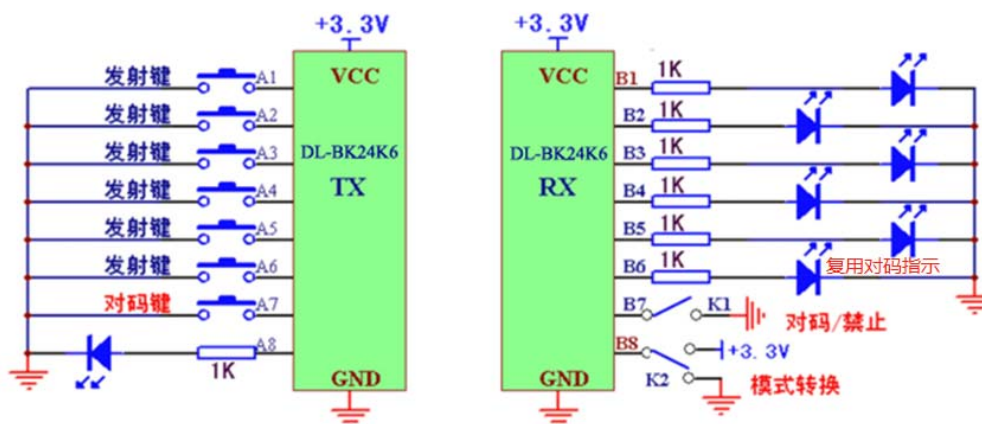 +3.3V
VCC
发射键 A1
发射键 A2
发射键 A3
发射键 A4
发射键 A5
发射键 A6
对码键 A7
A8
1K
DL-BK24K6
TX
GND
+3.3V
VCC
DL-BK24K6
RX
GND
B1 1K
B2 1K
B3 1K
B4 1K
B5 1K
B6 1K
复用对码指示
B7 K1
对码/禁止
B8
+3.3V
K2
模式转换